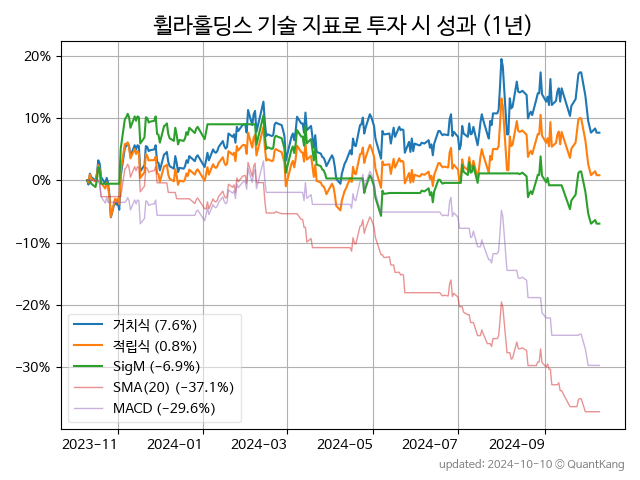 휠라홀딩스 기술 지표로 투자 시 성과 (1년)
20%
10%
0%
−10%
−20%
−30%
거치식 (7.6%)
적립식 (0.8%)
SigM (−6.9%)
SMA(20) (−37.1%)
MACD (−29.6%)
2023−11
2024−01
2024−03
2024−05
2024−07
2024−09
updated: 2024-10-10 © QuantKang